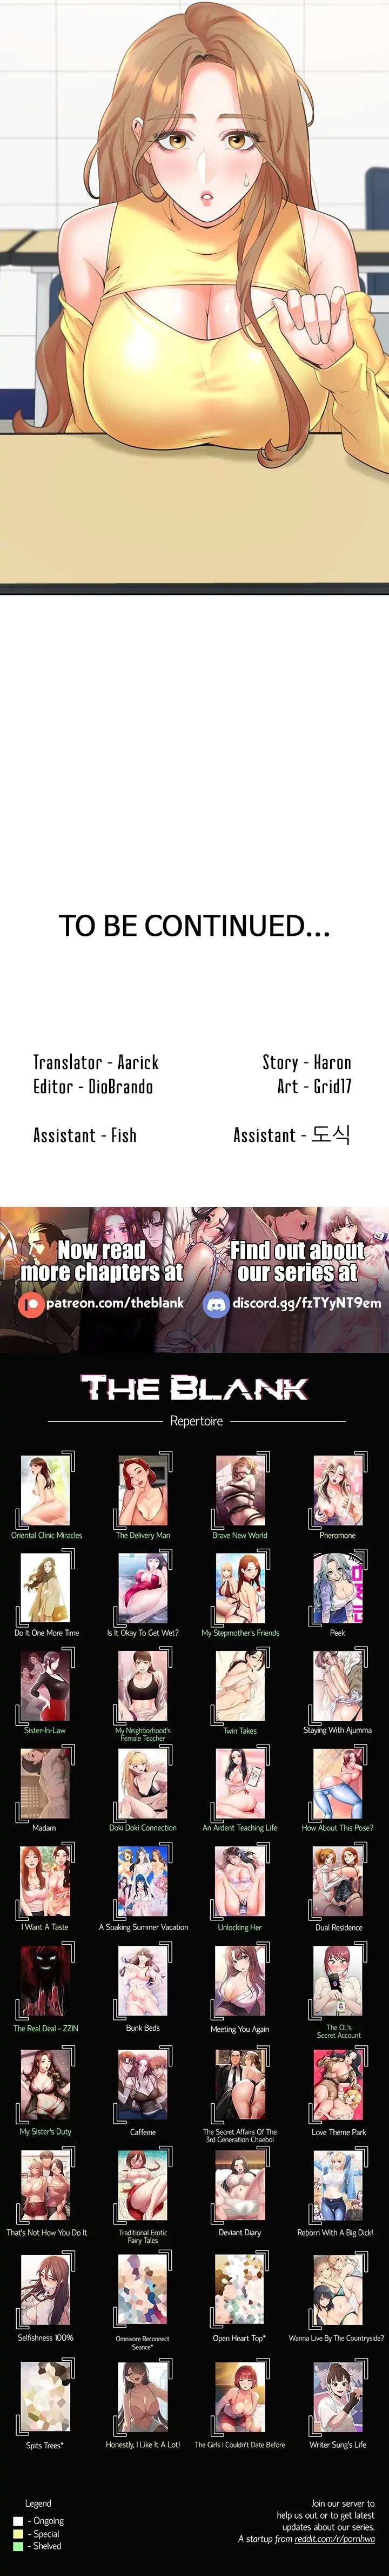 TO BE CONTINUED...
Translator - Aarick
Editor - DioBrando
Assistant - Fish
Story - Haron
Art - Grid17
Assistant - 도식
Now read
more chapters at
patreon.com/theblank
Find out about
our series at
discord.gg/fzTYyNT9em
THE BLANK
Repertoire
Oriental Clinic Miracles
The Delivery Man
Brave New World
Pheromone
Do It One More Time
Is It Okay To Get Wet?
My Stepmother's Friends
Peek
Sister-In-Law
My Neighborhood's
Female Teacher
Twin Takes
Staying With Ajumma
Madam
Doki Doki Connection
An Ardent Teaching Life
How About This Pose?
I Want A Taste
A Soaking Summer Vacation
Unlocking Her
Dual Residence
The Real Deal - ZZIN
Bunk Beds
Meeting You Again
The OL's
Secret Account
My Sister's Duty
Caffeine
The Secret Affairs Of The
3rd Generation Chaebol
Love Theme Park
That's Not How You Do It
Traditional Erotic
Fairy Tales
Deviant Diary
Reborn With A Big Dick!
Selfishness 100%
Omnivore Reconnect
Seance*
Open Heart Top*
Wanna Live By The Countryside?
Spits Trees*
Honestly, I Like It A Lot!
The Girls I Couldn't Date Before
Writer Sung's Life
Legend
- Ongoing
- Special
- Shelved
Join our server to
help us out or to get latest
updates about our series.
A startup from reddit.com/r/pornhwa